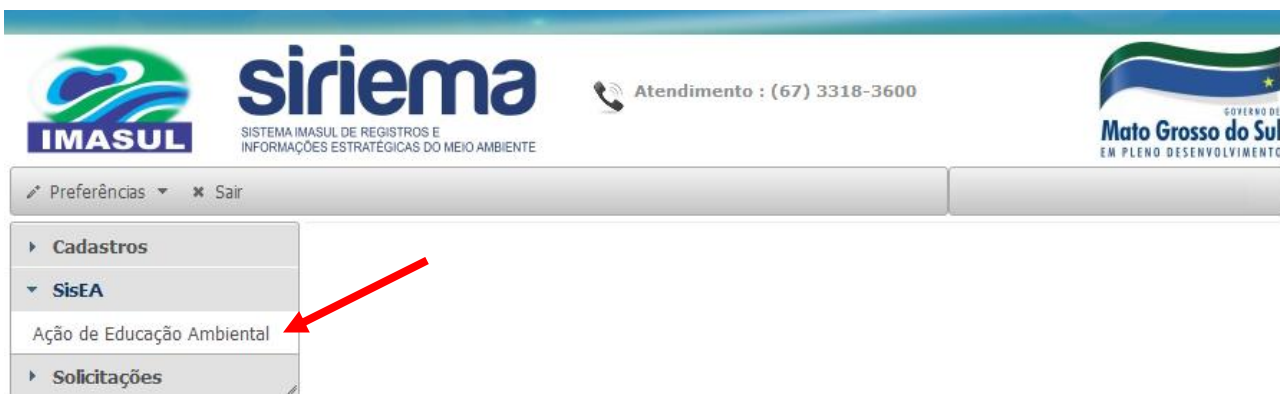 IMASUL
siriema
SISTEMA IMASUL DE REGISTROS E
INFORMAÇÕES ESTRATÉGICAS DO MEIO AMBIENTE
Atendimento : (67) 3318-3600
GOVERNO DE
Mato Grosso do Sul
EM PLENO DESENVOLVIMENTO
Preferências
Sair
Cadastros
SisEA
Ação de Educação Ambiental
Solicitações